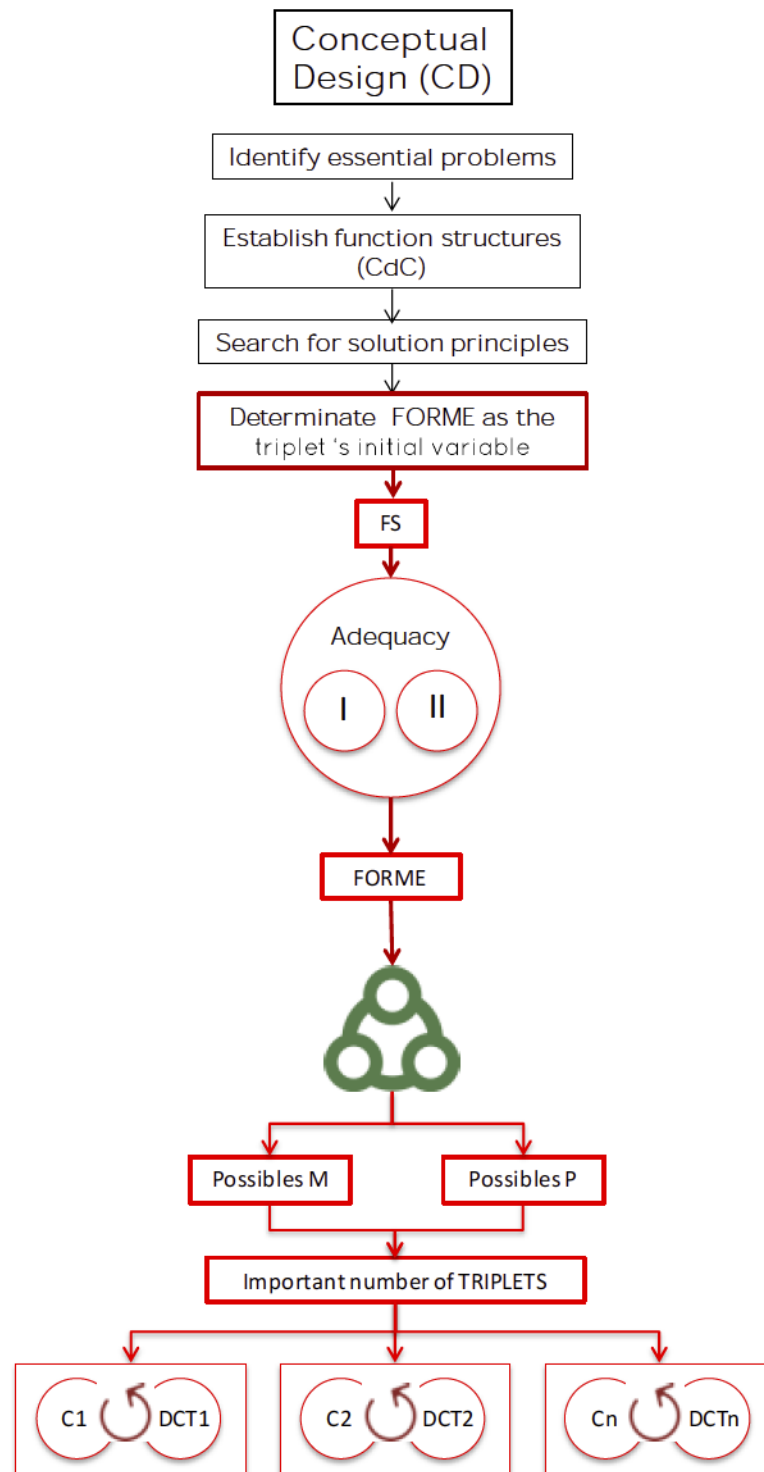 Conceptual
Design (CD)
Identify essential problems
Establish function structures
(CdC)
Search for solution principles
Determinate FORME as the
triplet 's initial variable
FS
Adequacy
I II
FORME
Possibles M Possibles P
Important number of TRIPLETS
C1 DCT1 C2 DCT2 Cn DCTn